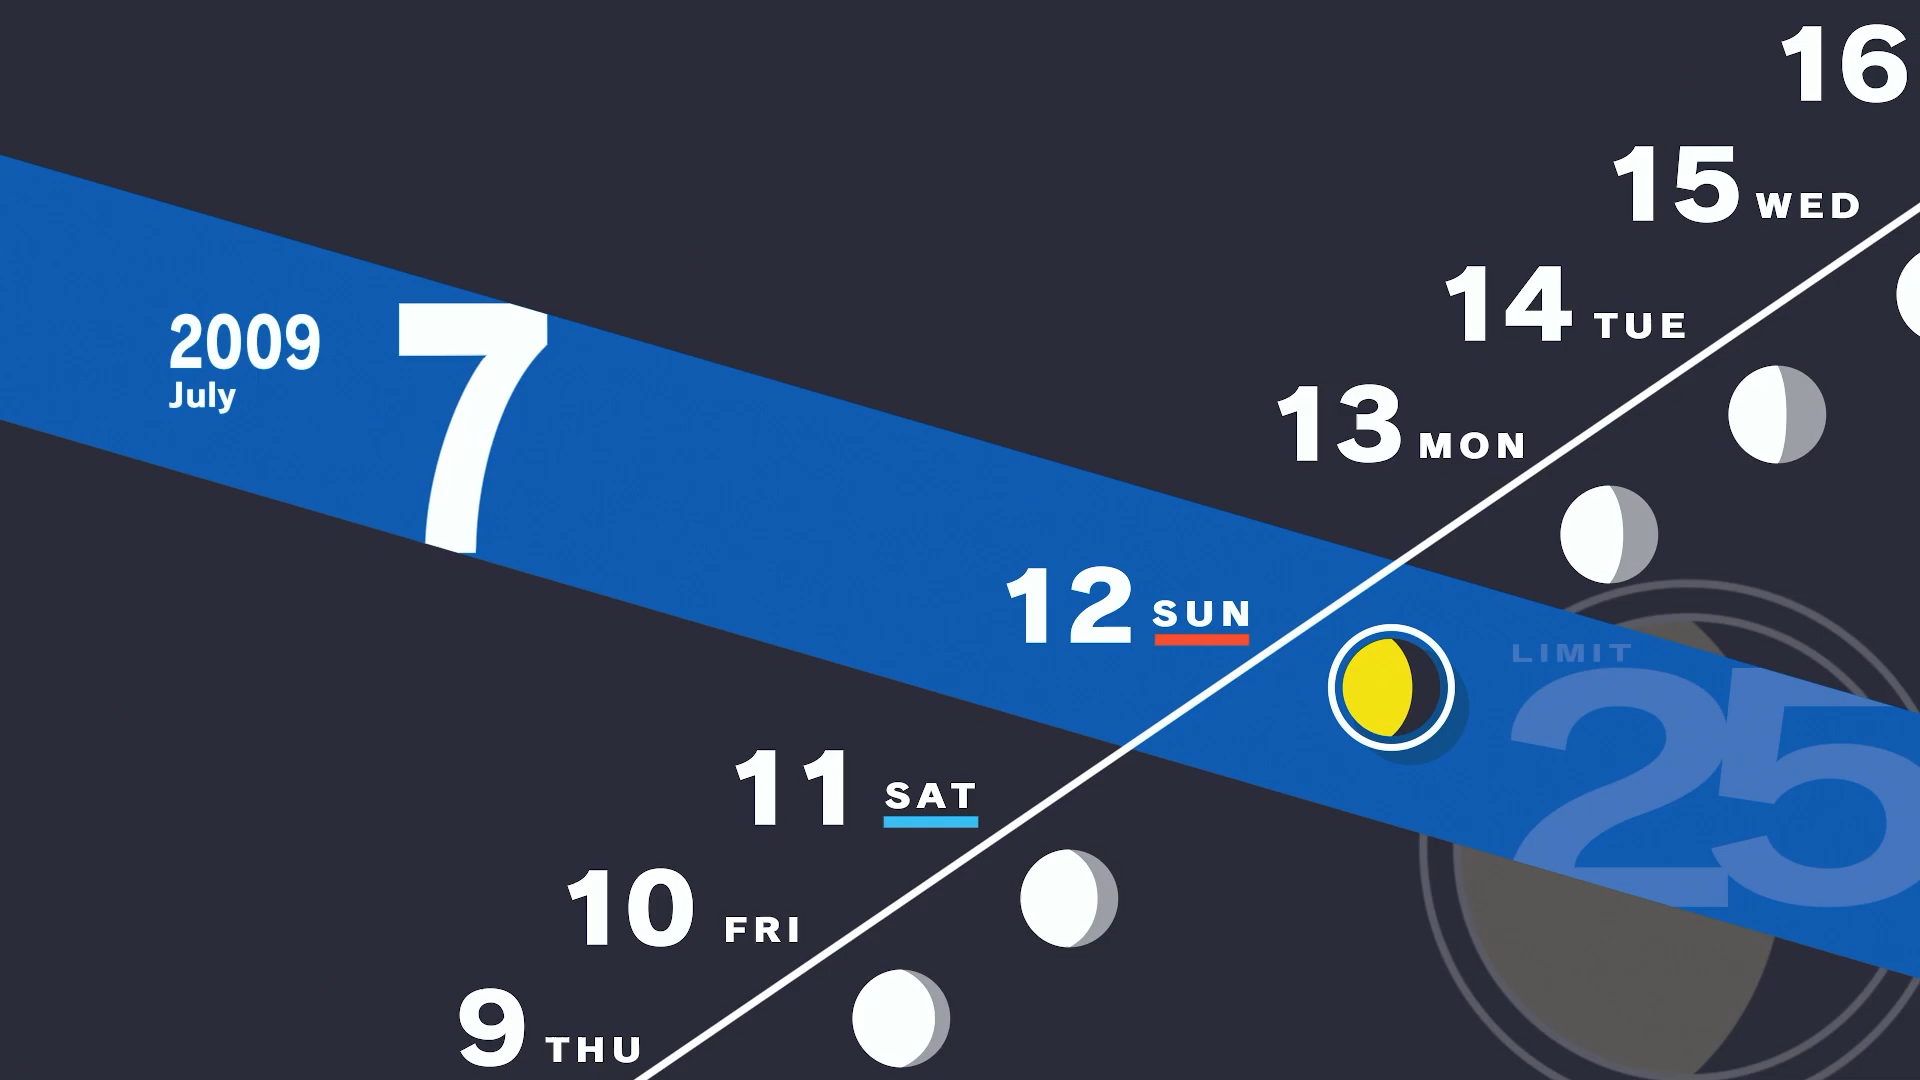 2009
July
7
16
15 WED
14 TUE
13 MON
12 SUN
11 SAT
10 FRI
9 THU
LIMIT
25